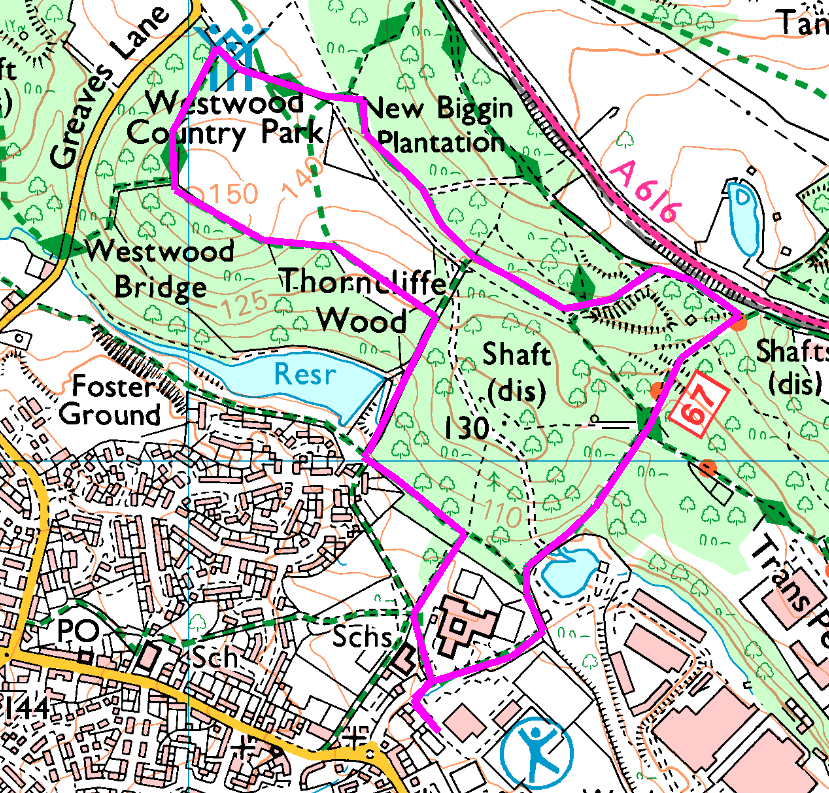 Greaves Lane
Westwood
Country Park
New Biggin
Plantation
Tan
ft
s)
A616
150
140
Westwood
Bridge
Thorncliffe
Wood
125
Resr
Shaft
(dis)
Shafts
(dis)
67
Foster
Ground
130
110
Trans Pe
PO
Sch
Schs
144
W